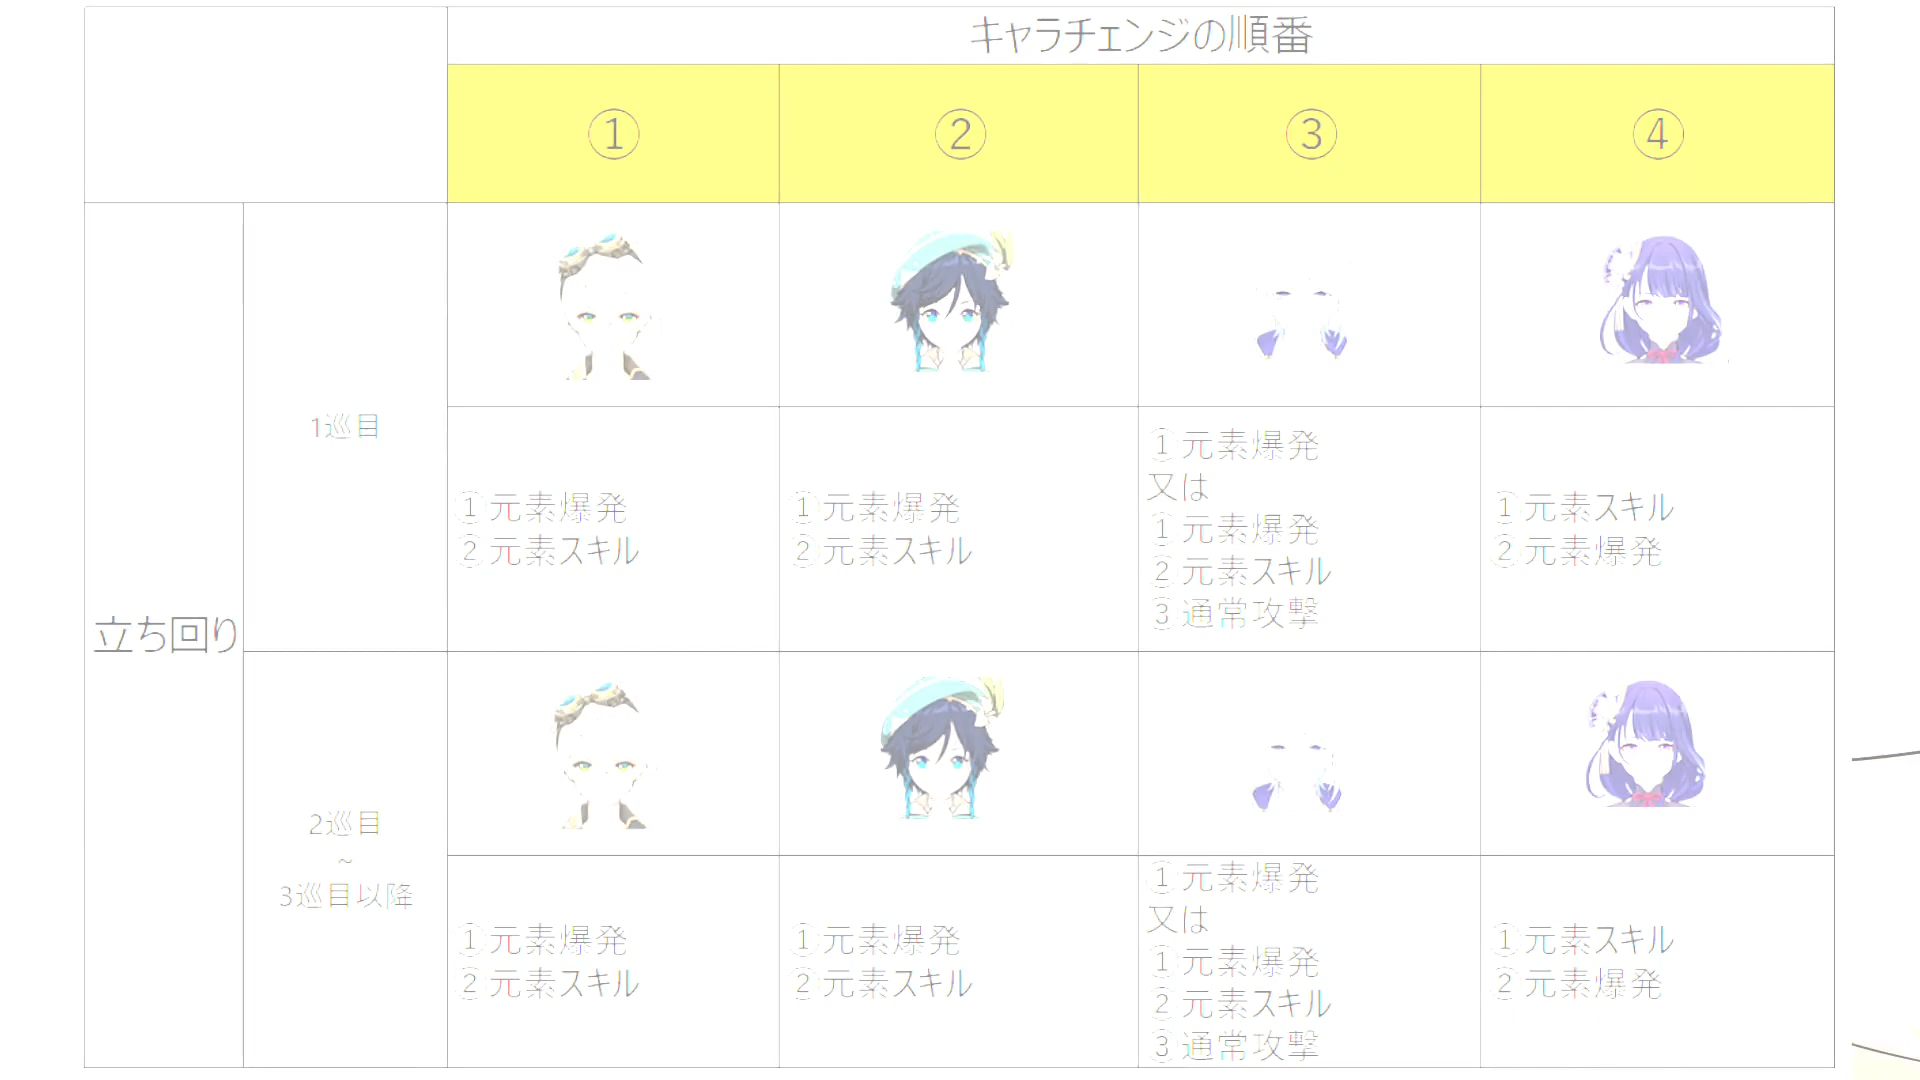 キャラチェンジの順番
①
②
③
④
立ち回り
1巡目
①元素爆発
②元素スキル
①元素爆発
②元素スキル
①元素爆発
又は
①元素爆発
②元素スキル
③通常攻撃
①元素スキル
②元素爆発
2巡目
~
3巡目以降
①元素爆発
②元素スキル
①元素爆発
②元素スキル
①元素爆発
又は
①元素爆発
②元素スキル
③通常攻撃
①元素スキル
②元素爆発